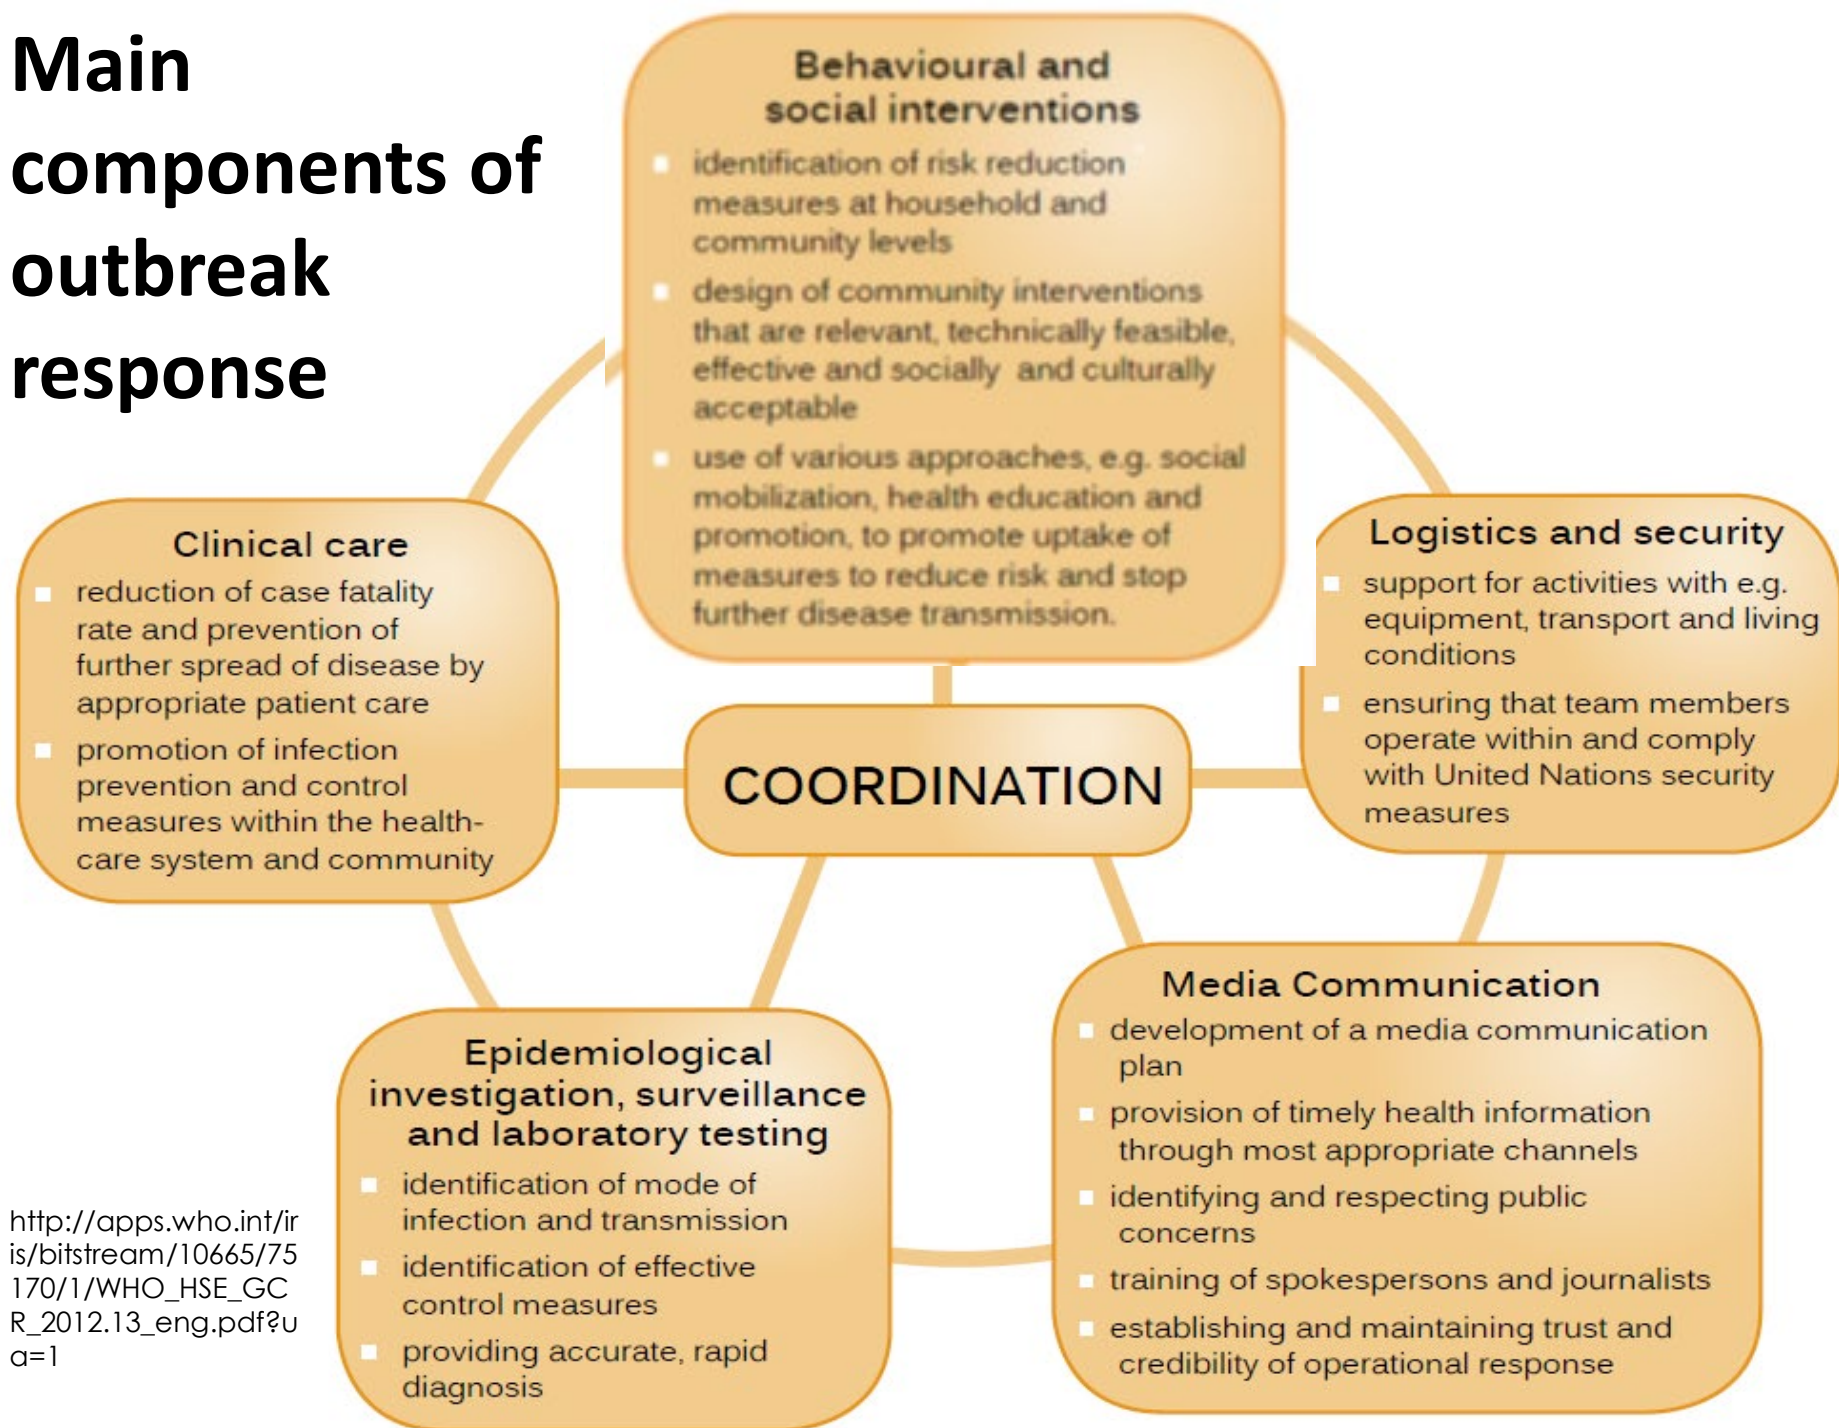 Main
components of
outbreak
response
Behavioural and
social interventions
identification of risk reduction
measures at household and
community levels
design of community interventions
that are relevant, technically feasible,
effective and socially and culturally
acceptable
use of various approaches, e.g. social
mobilization, health education and
promotion, to promote uptake of
measures to reduce risk and stop
further disease transmission.
Clinical care
reduction of case fatality
rate and prevention of
further spread of disease by
appropriate patient care
promotion of infection
prevention and control
measures within the health-
care system and community
COORDINATION
Logistics and security
support for activities with e.g.
equipment, transport and living
conditions
ensuring that team members
operate within and comply
with United Nations security
measures
Epidemiological
investigation, surveillance
and laboratory testing
identification of mode of
infection and transmission
identification of effective
control measures
providing accurate, rapid
diagnosis
Media Communication
development of a media communication
plan
provision of timely health information
through most appropriate channels
identifying and respecting public
concerns
training of spokespersons and journalists
establishing and maintaining trust and
credibility of operational response
http://apps.who.int/ir
is/bitstream/10665/75
170/1/WHO_HSE_GC
R_2012.13_eng.pdf?u
a=1